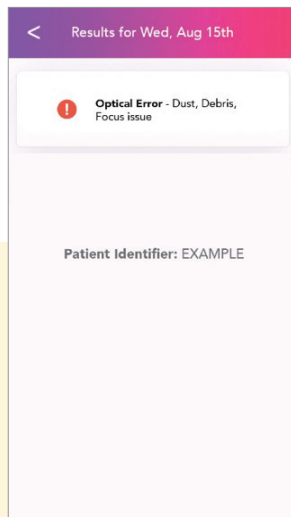 < Results for Wed, Aug 15th
Optical Error - Dust, Debris,
Focus issue
Patient Identifier: EXAMPLE